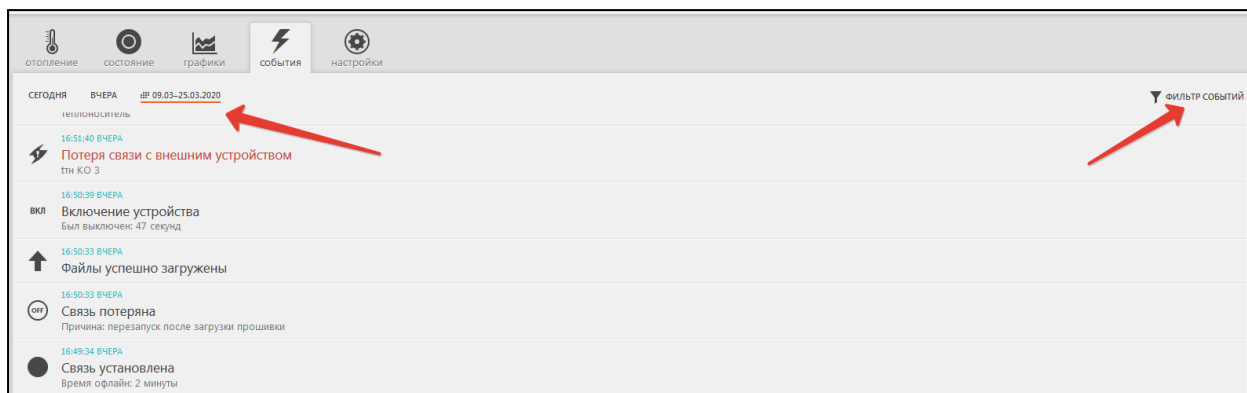 отопление состояние графики события настройки
СЕГОДНЯ ВЧЕРА 09.03–25.03.2020 ФИЛЬТР СОБЫТИЙ
теплоноситель
16:51:40 ВЧЕРА
Потеря связи с внешним устройством
tтн КО 3
16:50:39 ВЧЕРА
ВКЛ Включение устройства
Был выключен: 47 секунд
16:50:33 ВЧЕРА
Файлы успешно загружены
16:50:33 ВЧЕРА
OFF Связь потеряна
Причина: перезапуск после загрузки прошивки
16:49:34 ВЧЕРА
Связь установлена
Время офлайн: 2 минуты